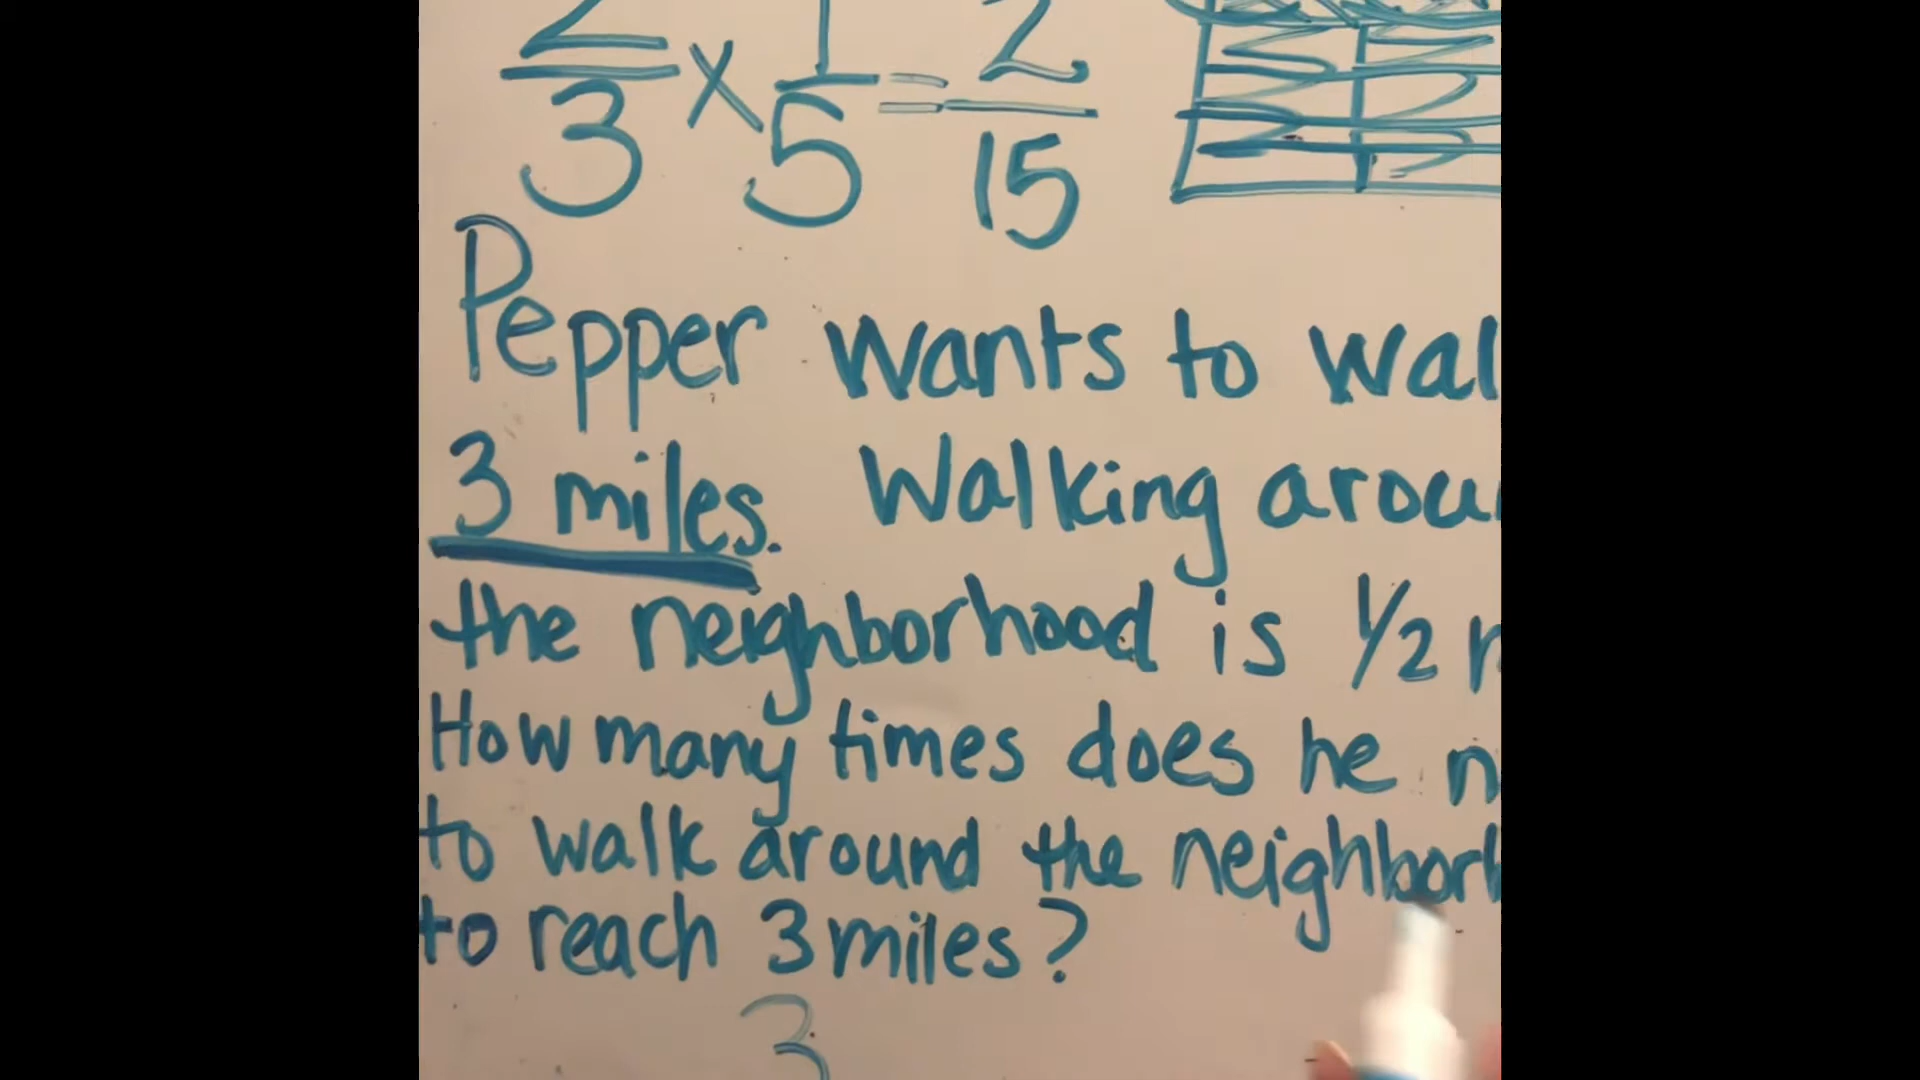 2/3 x 1/5 = 2/15
Pepper wants to wal
3 miles. Walking arou
the neighborhood is 1/2
How many times does he n
to walk around the neighbor
to reach 3 miles?
3